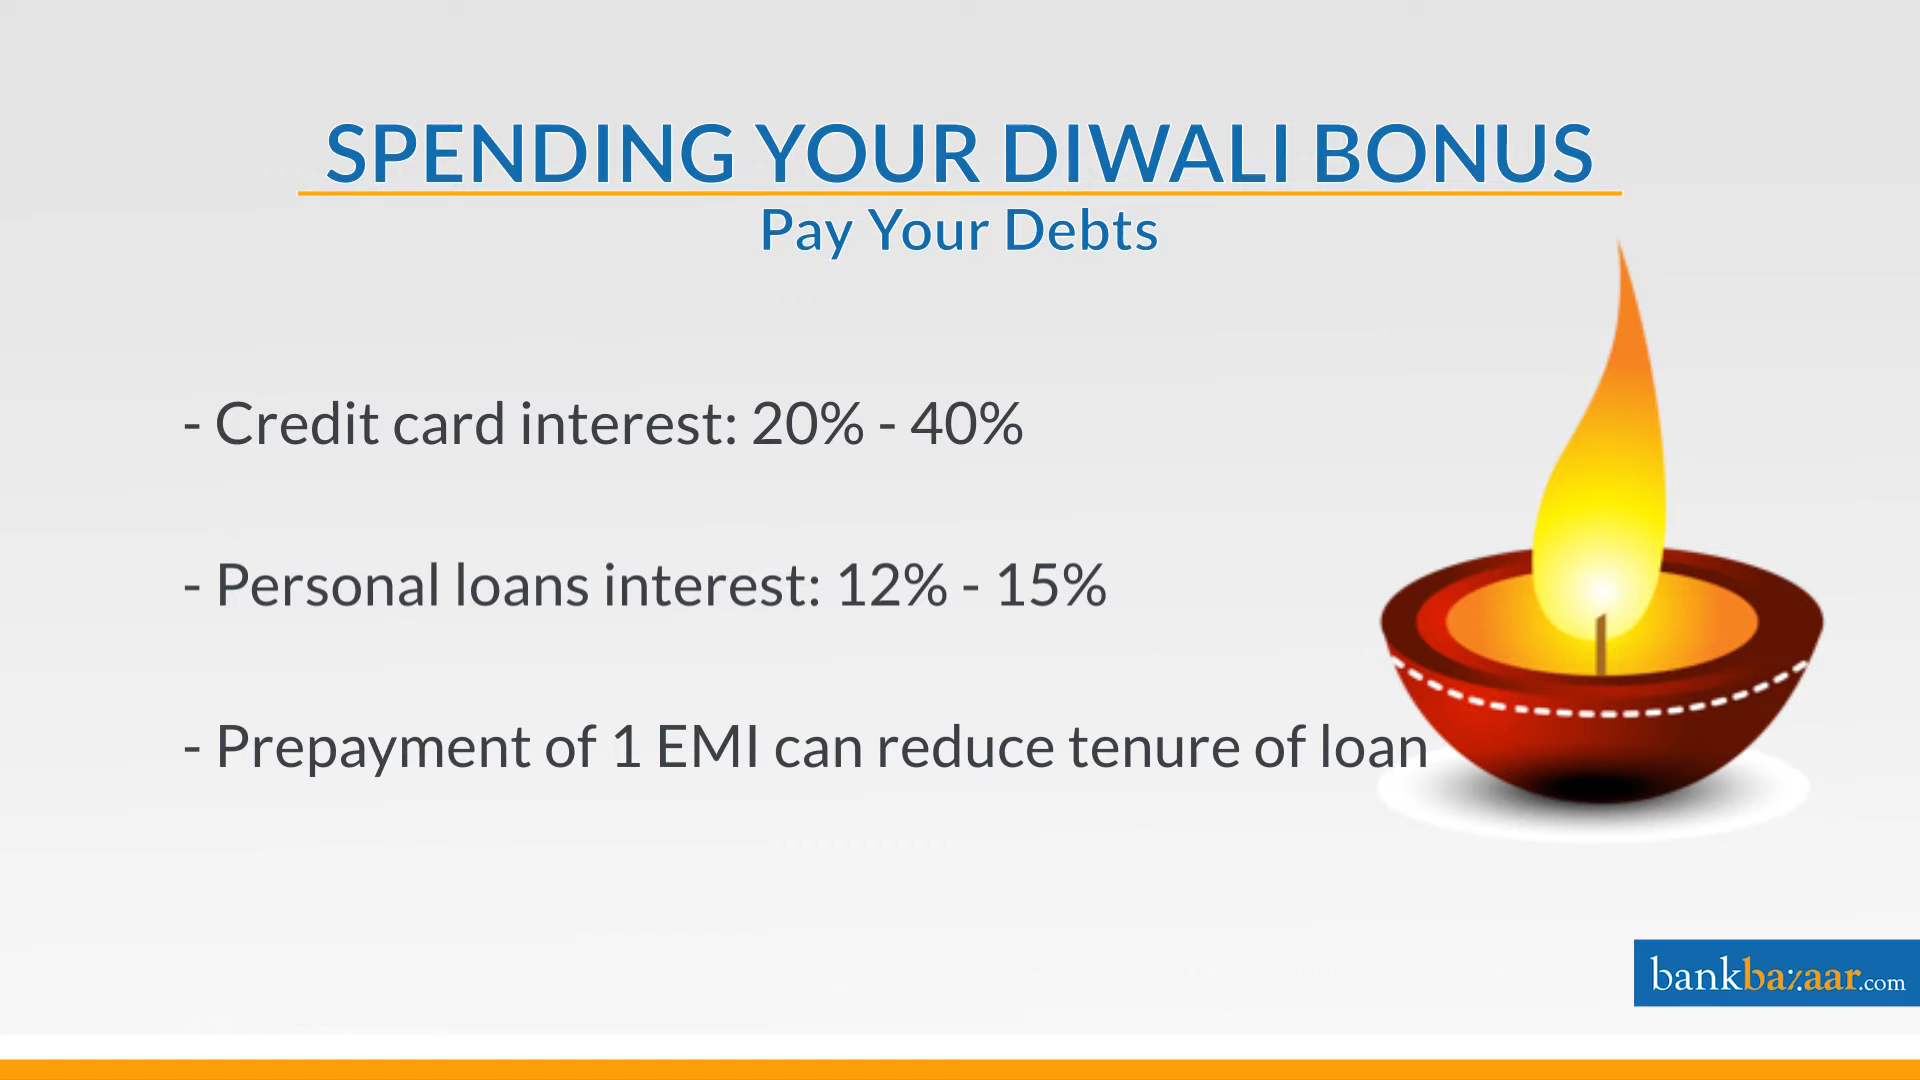 SPENDING YOUR DIWALI BONUS
Pay Your Debts
- Credit card interest: 20% - 40%
- Personal loans interest: 12% - 15%
- Prepayment of 1 EMI can reduce tenure of loan
bankbazaar.com